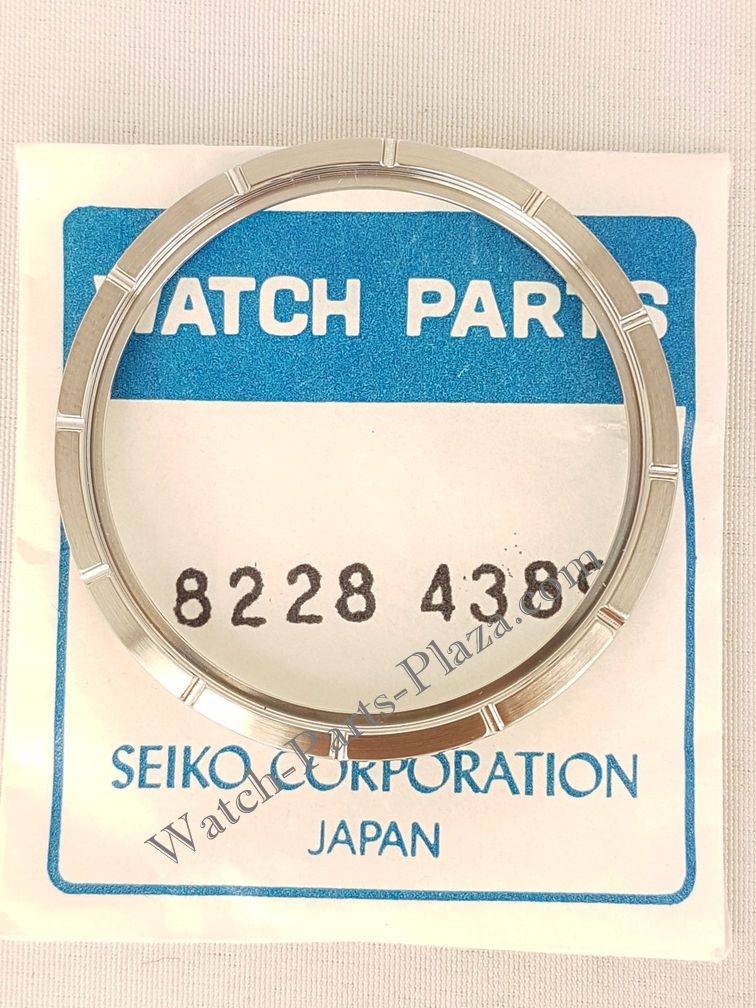 WATCH PARTS
8228 438
SEIKO CORPORATION
JAPAN
Watch-Parts-Plaza.com